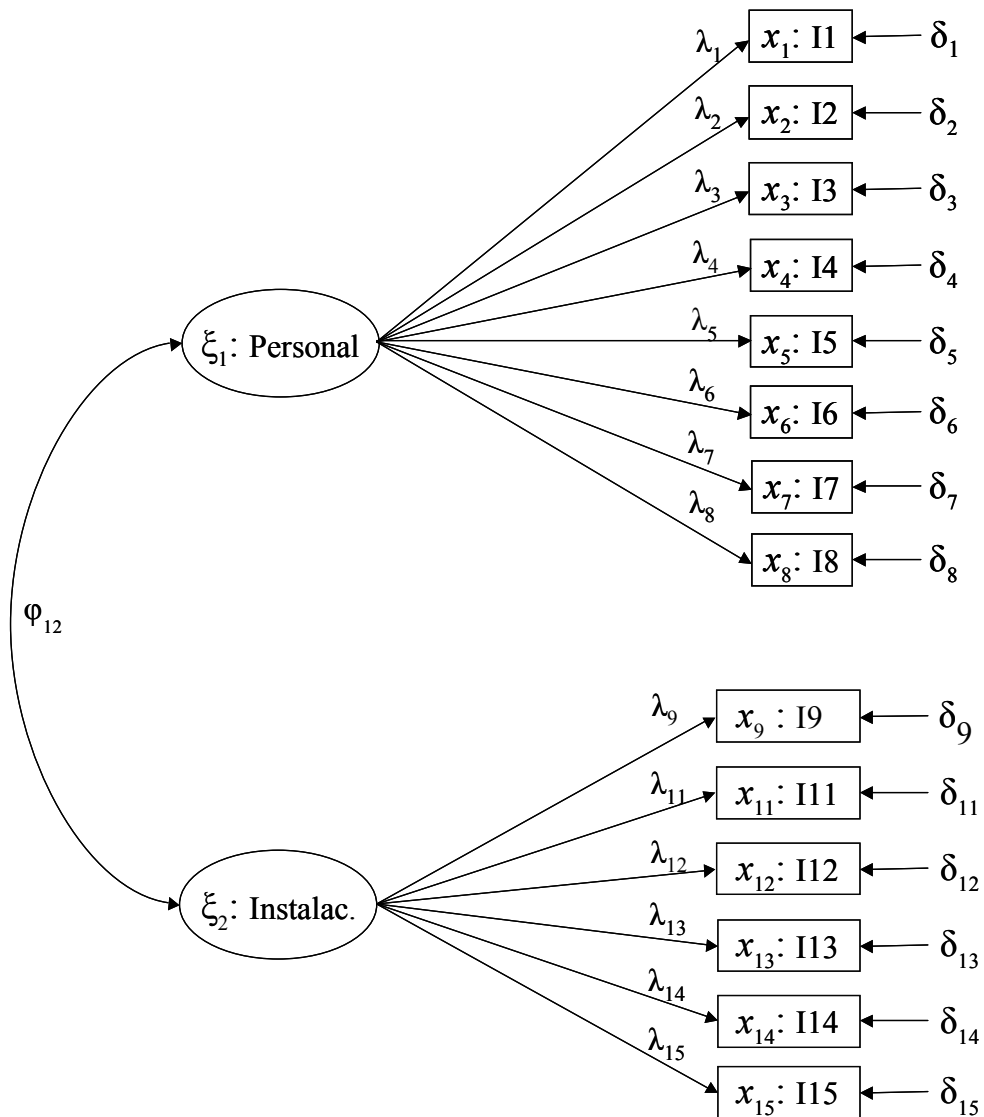 λ₁ x₁: I1 δ₁
λ₂ x₂: I2 δ₂
λ₃ x₃: I3 δ₃
λ₄ x₄: I4 δ₄
ξ₁: Personal λ₅ x₅: I5 δ₅
λ₆ x₆: I6 δ₆
λ₇ x₇: I7 δ₇
λ₈ x₈: I8 δ₈
φ₁₂
λ₉ x₉ : I9 δ₉
λ₁₁ x₁₁: I11 δ₁₁
λ₁₂ x₁₂: I12 δ₁₂
ξ₂: Instalac. λ₁₃ x₁₃: I13 δ₁₃
λ₁₄ x₁₄: I14 δ₁₄
λ₁₅ x₁₅: I15 δ₁₅